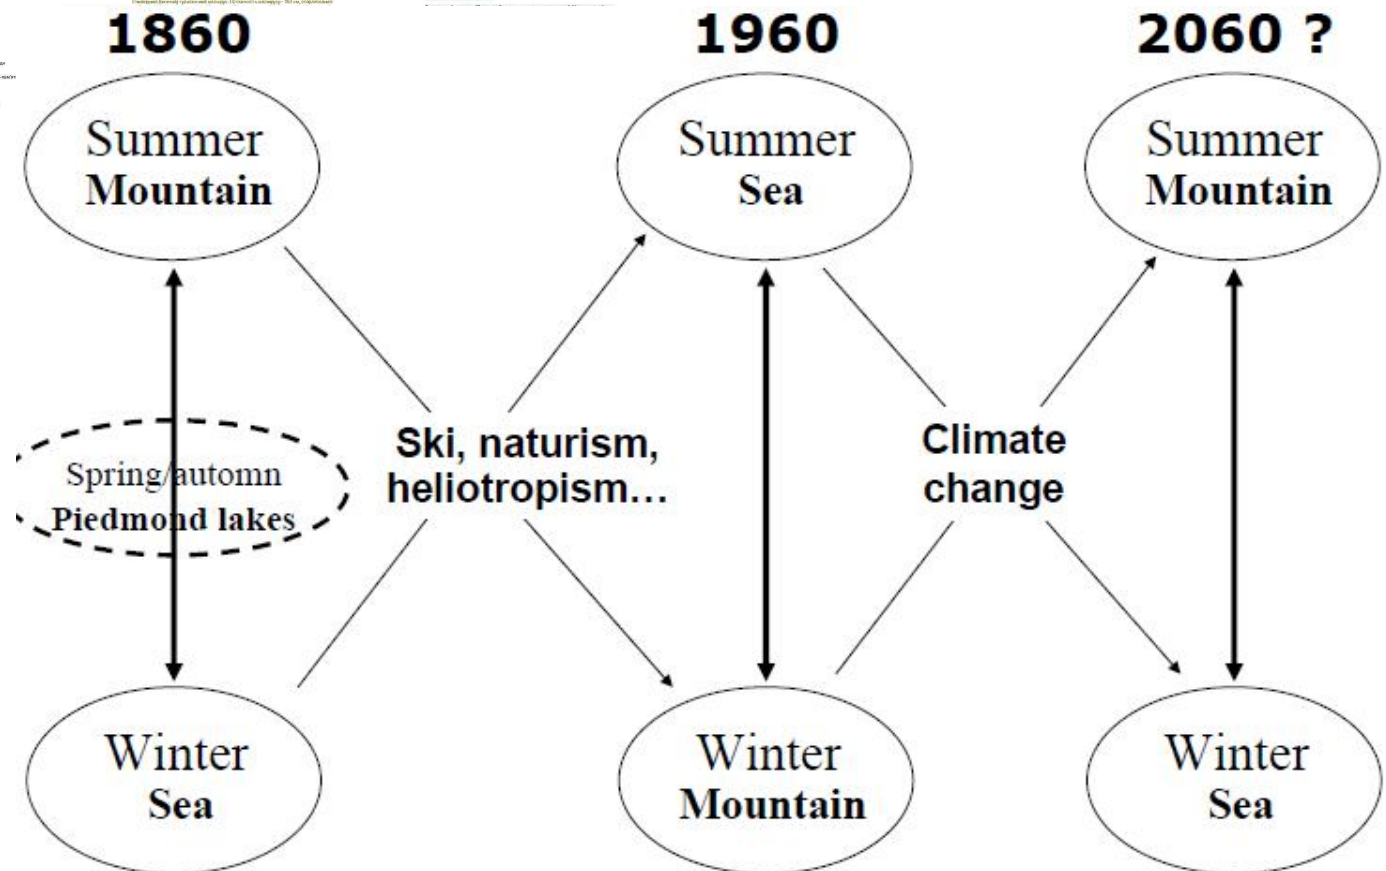 1860
1960
2060 ?
Summer
Mountain
Summer
Sea
Summer
Mountain
Spring/automn
Piedmond lakes
Ski, naturism,
heliotropism...
Climate
change
Winter
Sea
Winter
Mountain
Winter
Sea